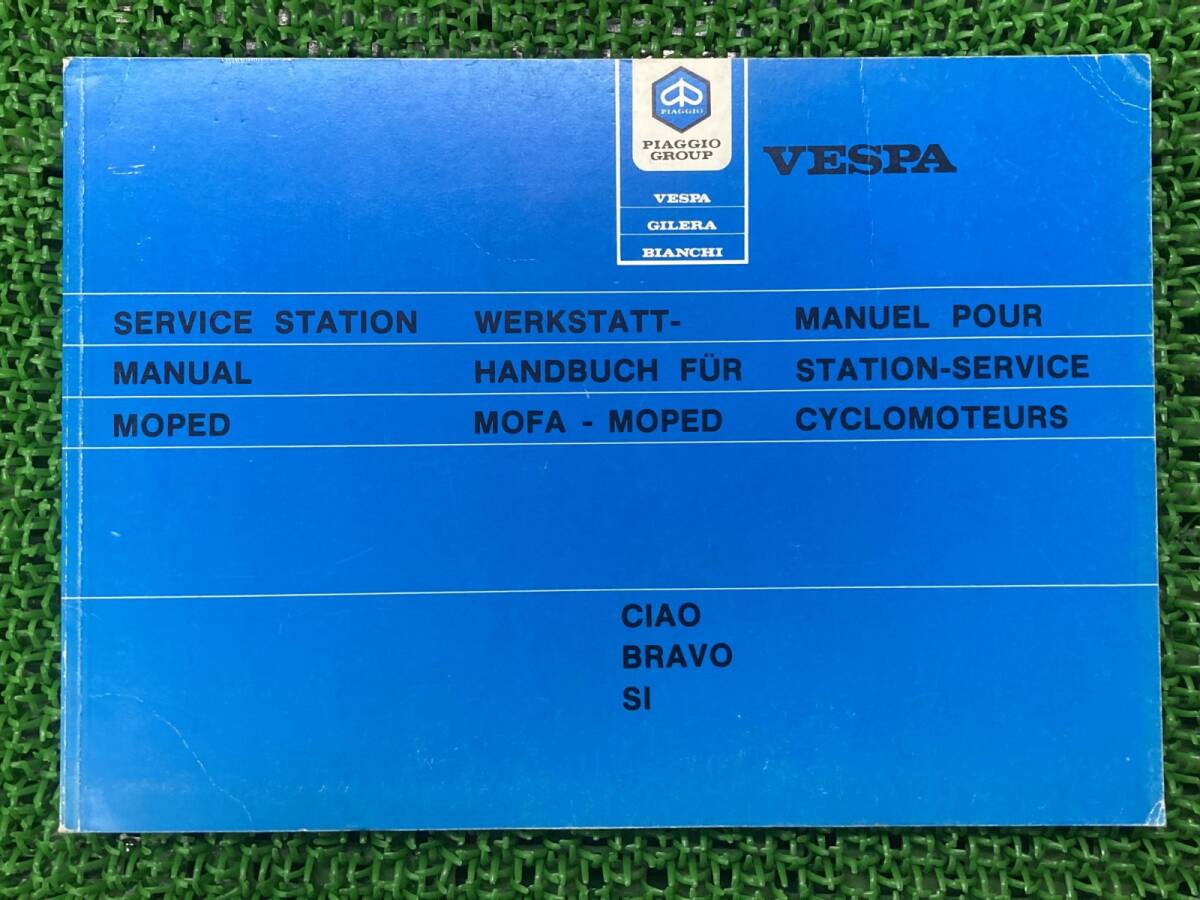 PIAGGIO
PIAGGIO
GROUP
VESPA
GILERA
BIANCHI
VESPA
SERVICE STATION
MANUAL
MOPED
WERKSTATT-
HANDBUCH FÜR
MOFA - MOPED
MANUEL POUR
STATION-SERVICE
CYCLOMOTEURS
CIAO
BRAVO
SI